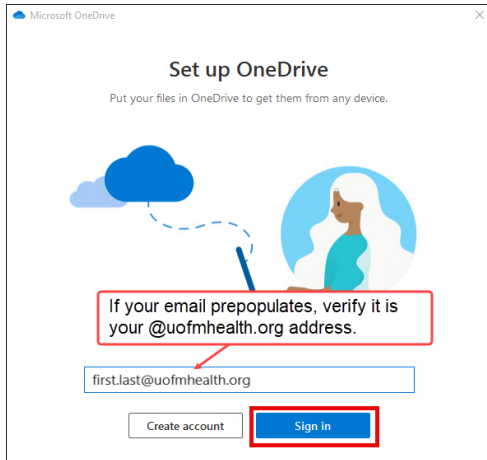 Microsoft OneDrive
Set up OneDrive
Put your files in OneDrive to get them from any device.
If your email prepopulates, verify it is
your @uofmhealth.org address.
first.last@uofmhealth.org
Create account
Sign in